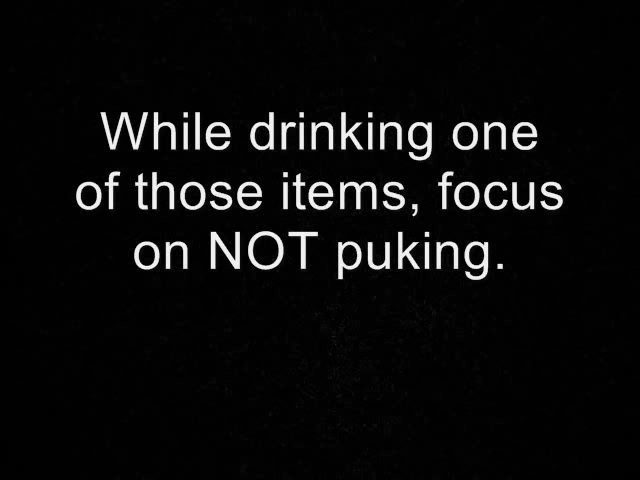 While drinking one
of those items, focus
on NOT puking.